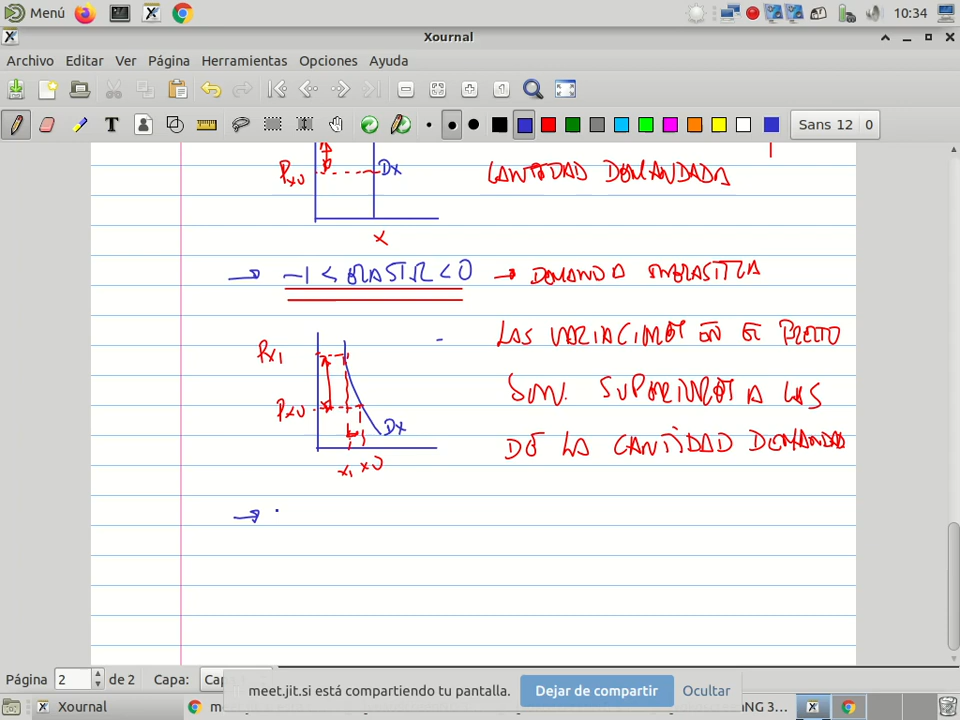 Menú
10:34
Xournal
Archivo Editar Ver Página Herramientas Opciones Ayuda
Sans 12 0
Px0 Dx
CANTIDAD DEMANDADA
x
→ -1 < ELASTIC < 0 → DEMANDA INELASTICA
LAS VARIACIONES EN EL PRECIO
Px1
SON SUPERIORES A LAS
Px0 Dx
DE LA CANTIDAD DEMANDAD
x1 x0
→
Página 2 de 2 Capa: Cap
meet.jit.si está compartiendo tu pantalla. Dejar de compartir Ocultar
Xournal